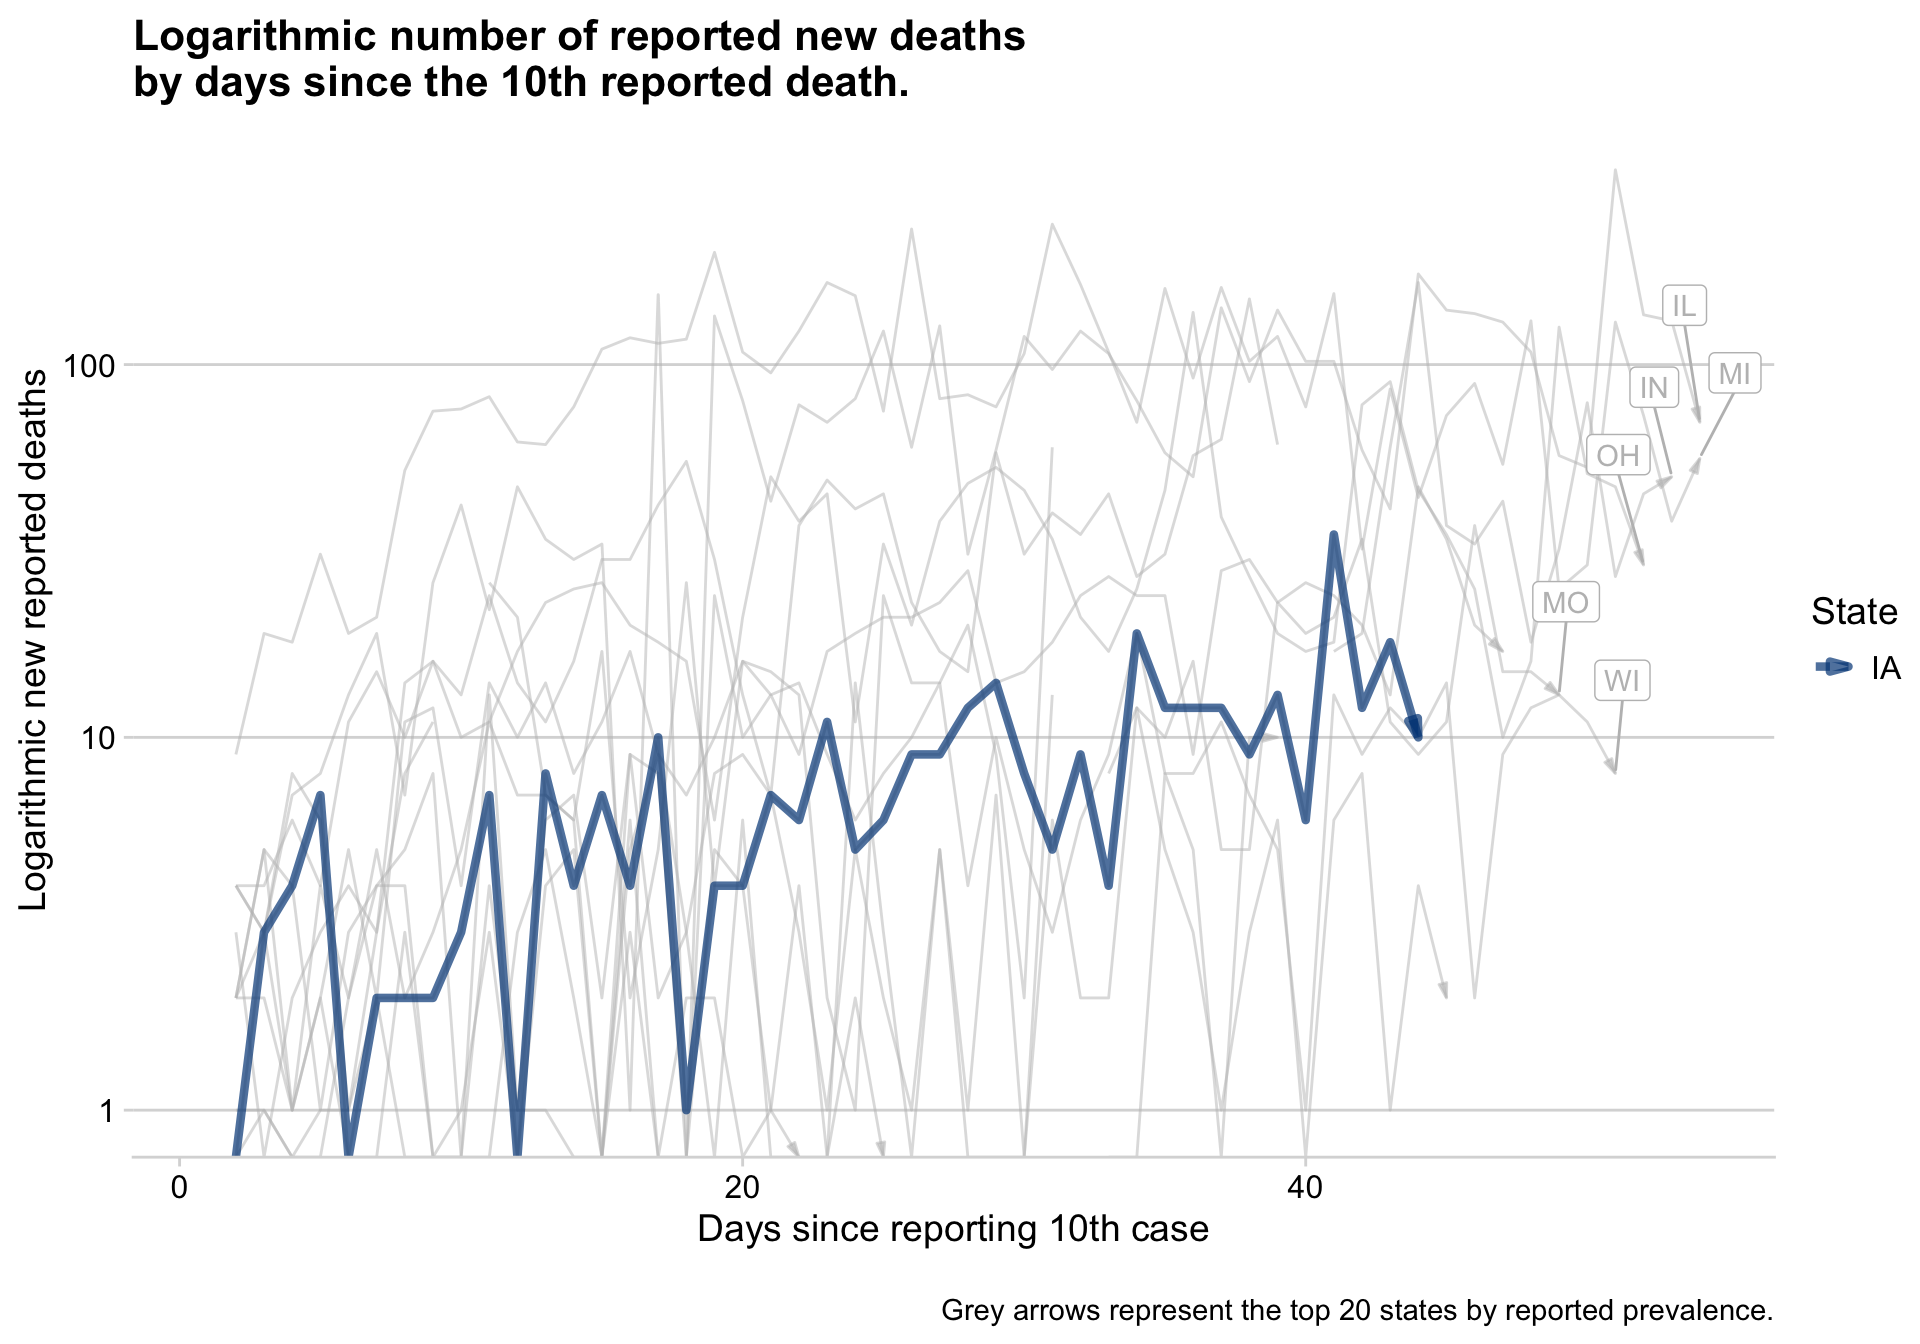 Logarithmic number of reported new deaths
by days since the 10th reported death.
Logarithmic new reported deaths
100
10
1
IL
MI
IN
OH
MO
WI
State
IA
0
20
40
Days since reporting 10th case
Grey arrows represent the top 20 states by reported prevalence.